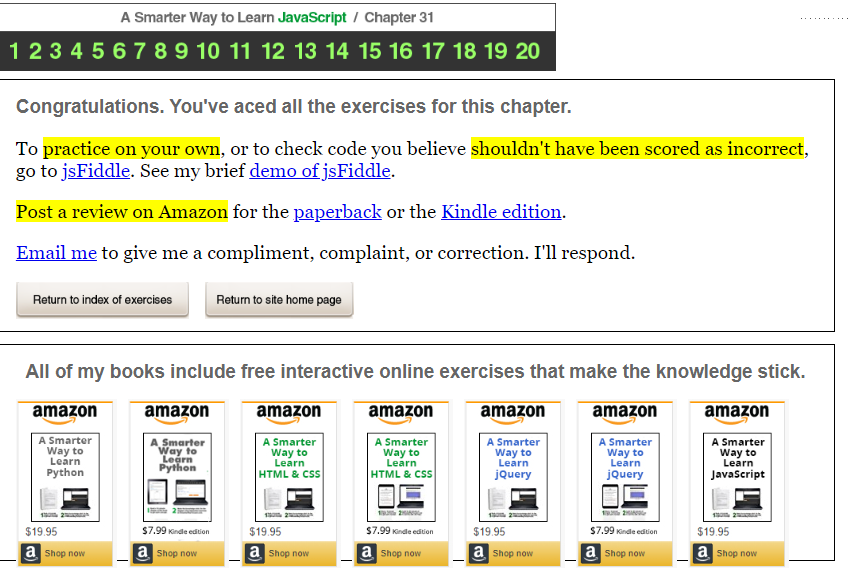 A Smarter Way to Learn JavaScript / Chapter 31
1 2 3 4 5 6 7 8 9 10 11 12 13 14 15 16 17 18 19 20
Congratulations. You've aced all the exercises for this chapter.
To practice on your own, or to check code you believe shouldn't have been scored as incorrect,
go to jsFiddle. See my brief demo of jsFiddle.
Post a review on Amazon for the paperback or the Kindle edition.
Email me to give me a compliment, complaint, or correction. I'll respond.
Return to index of exercises Return to site home page
All of my books include free interactive online exercises that make the knowledge stick.
amazon amazon amazon amazon amazon amazon amazon
A Smarter A Smarter A Smarter A Smarter A Smarter A Smarter A Smarter
Way to Way to Way to Way to Way to Way to Way to
Learn Learn Learn Learn Learn Learn Learn
Python Python HTML & CSS HTML & CSS jQuery jQuery JavaScript
$19.95 $7.99 Kindle edition $19.95 $7.99 Kindle edition $19.95 $7.99 Kindle edition $19.95
a Shop now a Shop now a Shop now a Shop now a Shop now a Shop now a Shop now